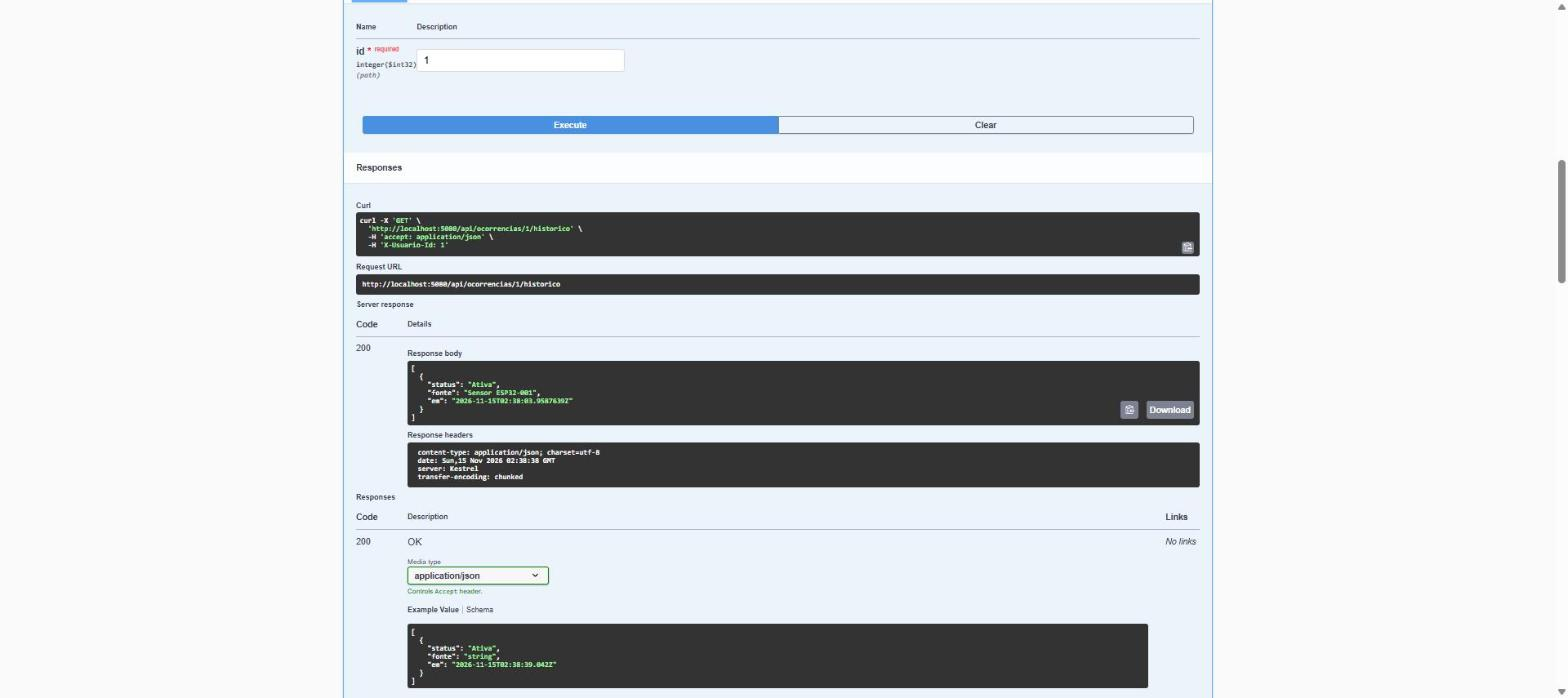 Name Description
id * required
integer($int32)
(path)
1
Execute Clear
Responses
Curl
curl -X 'GET' \
'http://localhost:5080/api/ocorrencias/1/historico' \
-H 'accept: application/json' \
-H 'X-Usuario-Id: 1'
Request URL
http://localhost:5080/api/ocorrencias/1/historico
Server response
Code Details
200
Response body
[
{
"status": "Ativa",
"fonte": "Sensor ESP32-001",
"em": "2026-11-15T02:38:03.9587639Z"
}
]
Download
Response headers
content-type: application/json; charset=utf-8
date: Sun,15 Nov 2026 02:38:38 GMT
server: Kestrel
transfer-encoding: chunked
Responses
Code Description Links
200 OK No links
Media type
application/json
Controls Accept header.
Example Value | Schema
[
{
"status": "Ativa",
"fonte": "string",
"em": "2026-11-15T02:38:39.042Z"
}
]